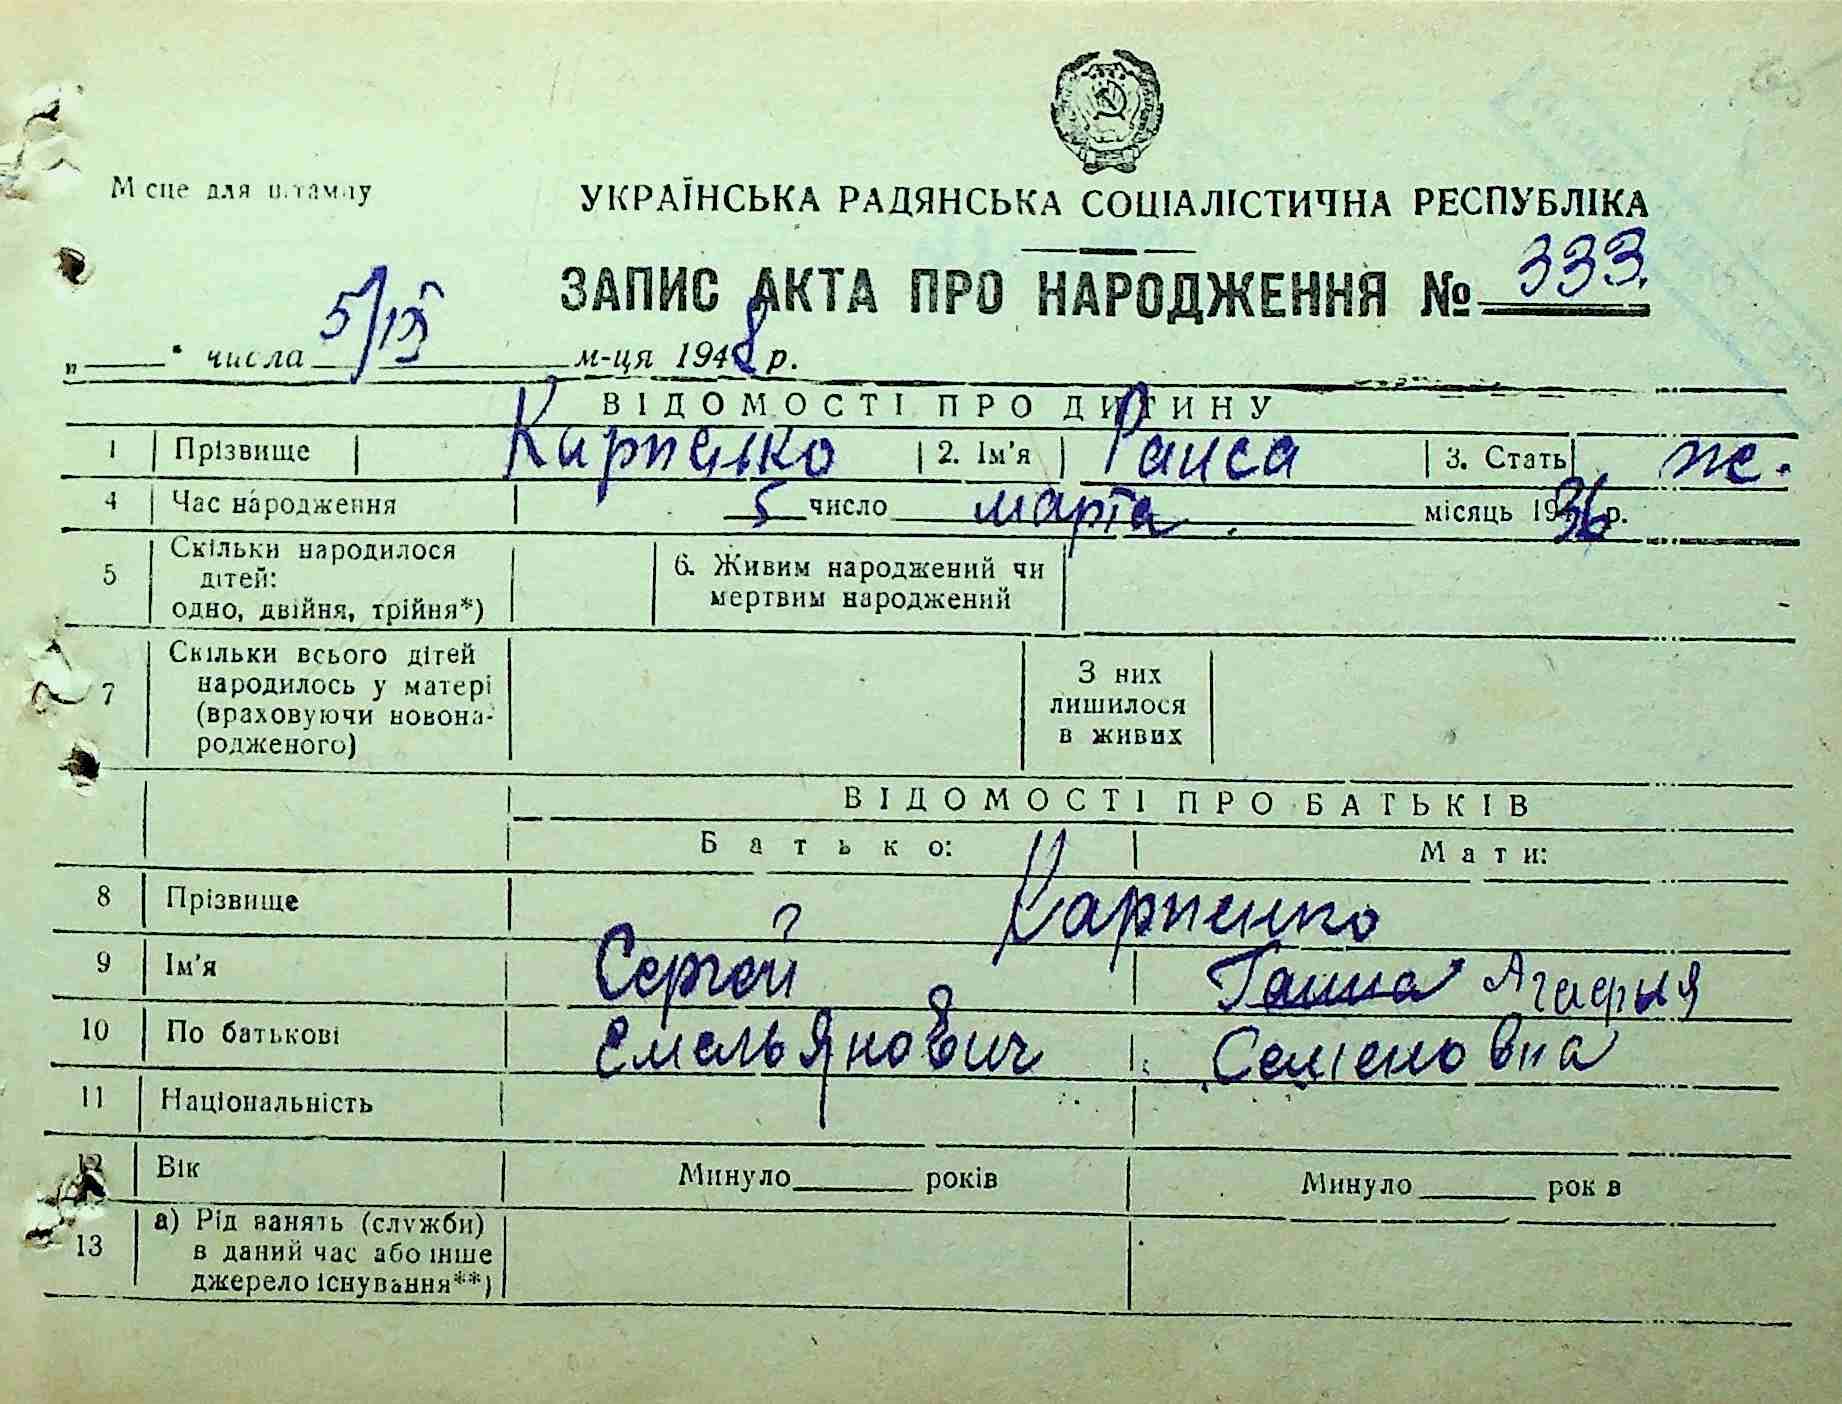 Місце для штампу
УКРАЇНСЬКА РАДЯНСЬКА СОЦІАЛІСТИЧНА РЕСПУБЛІКА
ЗАПИС АКТА ПРО НАРОДЖЕННЯ № 333.
„ " числа 5/IX м-ця 1948 р.
ВІДОМОСТІ ПРО ДИТИНУ
1 Прізвище Карпенко 2. Ім'я Раиса 3. Стать ж.
4 Час народження 5 число марта місяць 1936 р.
5 Скільки народилося дітей: одно, двійня, трійня*) 6. Живим народжений чи мертвим народжений
7 Скільки всього дітей народилось у матері (враховуючи новонародженого) З них лишилося в живих
ВІДОМОСТІ ПРО БАТЬКІВ
Батько: Мати:
8 Прізвище Карпенко
9 Ім'я Сергей Ганна Агафья
10 По батькові Емельянович Семеновна
11 Національність
12 Вік Минуло років Минуло рок в
13 а) Рід занять (служби) в даний час або інше джерело існування**)